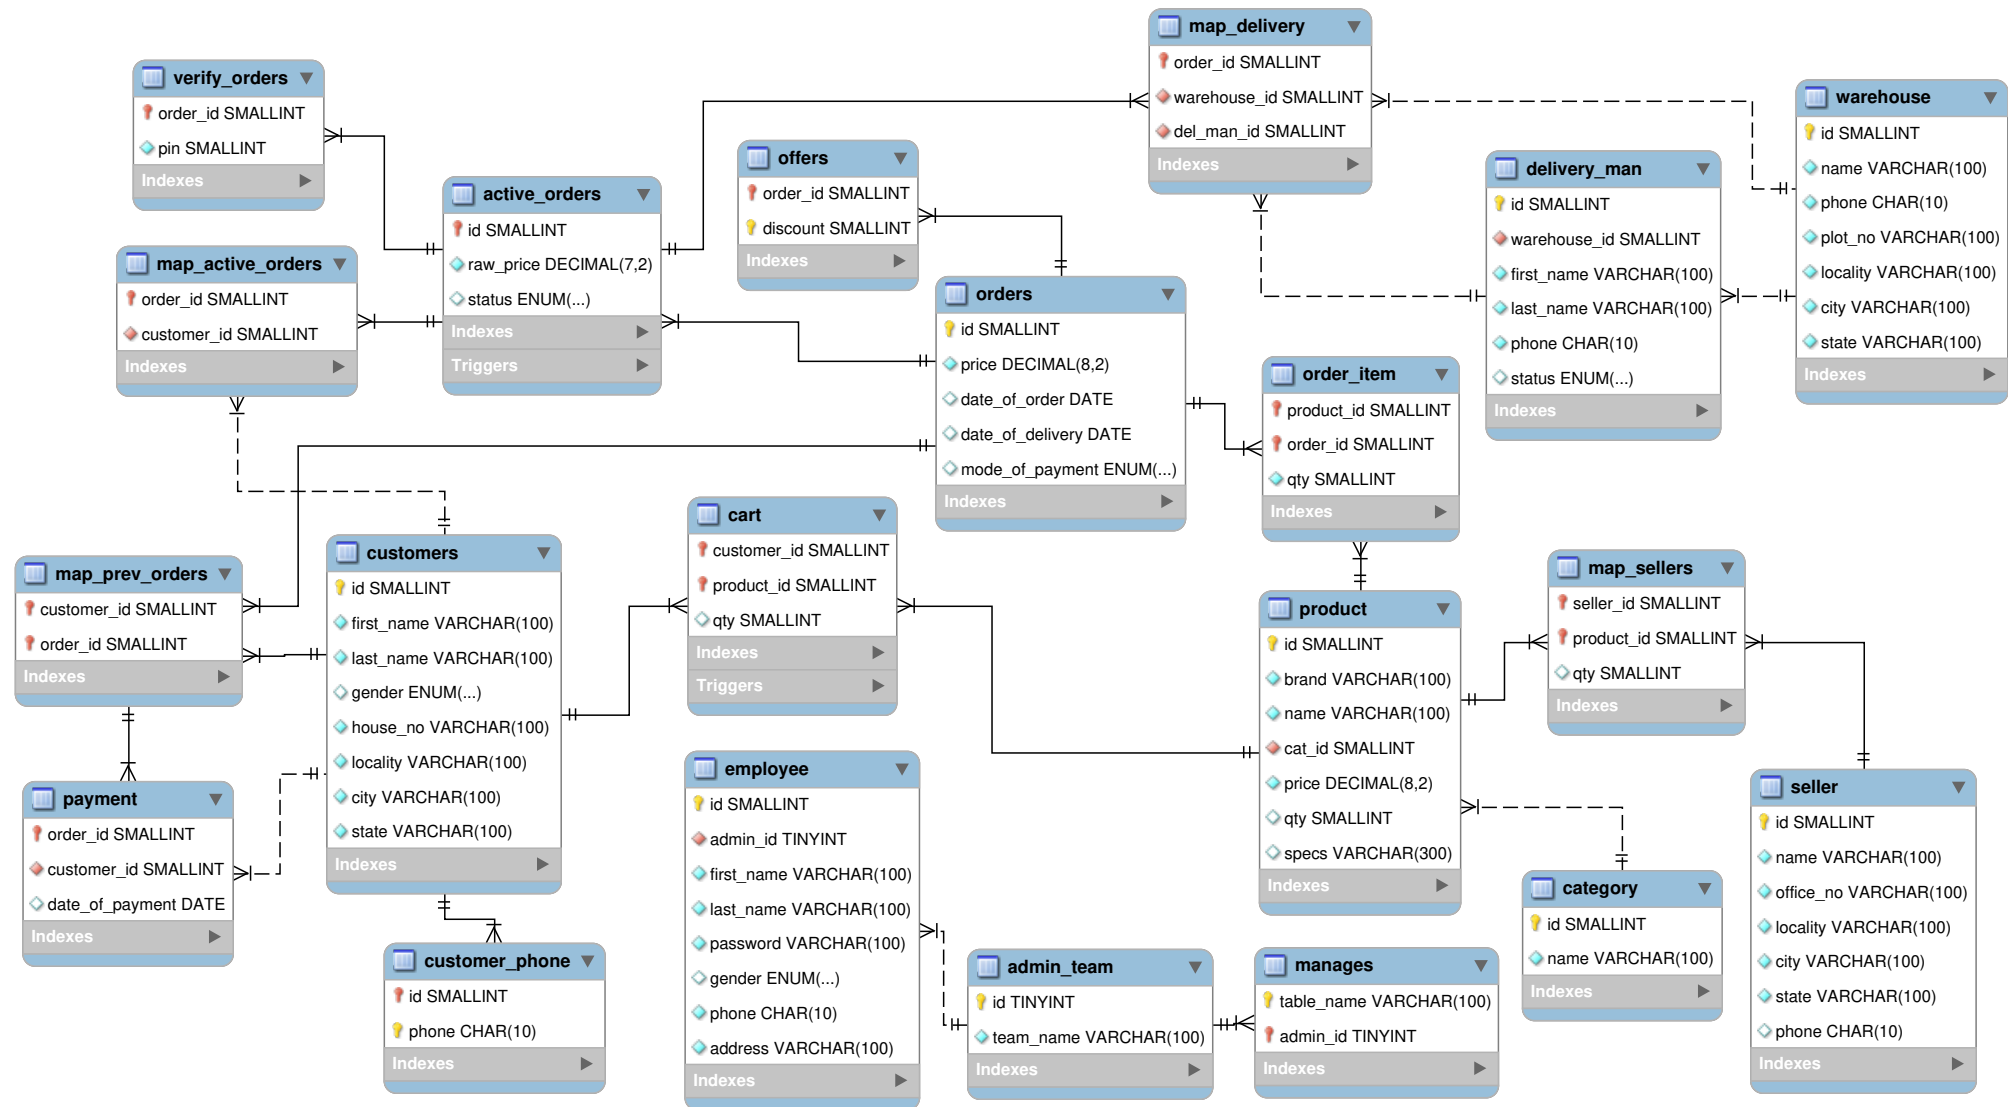 map_delivery
order_id SMALLINT
warehouse_id SMALLINT
del_man_id SMALLINT
Indexes
verify_orders
order_id SMALLINT
pin SMALLINT
Indexes
warehouse
id SMALLINT
name VARCHAR(100)
phone CHAR(10)
plot_no VARCHAR(100)
locality VARCHAR(100)
city VARCHAR(100)
state VARCHAR(100)
Indexes
offers
order_id SMALLINT
discount SMALLINT
Indexes
delivery_man
id SMALLINT
warehouse_id SMALLINT
first_name VARCHAR(100)
last_name VARCHAR(100)
phone CHAR(10)
status ENUM(...)
Indexes
active_orders
id SMALLINT
raw_price DECIMAL(7,2)
status ENUM(...)
Indexes
Triggers
map_active_orders
order_id SMALLINT
customer_id SMALLINT
Indexes
orders
id SMALLINT
price DECIMAL(8,2)
date_of_order DATE
date_of_delivery DATE
mode_of_payment ENUM(...)
Indexes
order_item
product_id SMALLINT
order_id SMALLINT
qty SMALLINT
Indexes
cart
customer_id SMALLINT
product_id SMALLINT
qty SMALLINT
Indexes
Triggers
customers
id SMALLINT
first_name VARCHAR(100)
last_name VARCHAR(100)
gender ENUM(...)
house_no VARCHAR(100)
locality VARCHAR(100)
city VARCHAR(100)
state VARCHAR(100)
Indexes
map_prev_orders
customer_id SMALLINT
order_id SMALLINT
Indexes
map_sellers
seller_id SMALLINT
product_id SMALLINT
qty SMALLINT
Indexes
product
id SMALLINT
brand VARCHAR(100)
name VARCHAR(100)
cat_id SMALLINT
price DECIMAL(8,2)
qty SMALLINT
specs VARCHAR(300)
Indexes
employee
id SMALLINT
admin_id TINYINT
first_name VARCHAR(100)
last_name VARCHAR(100)
password VARCHAR(100)
gender ENUM(...)
phone CHAR(10)
address VARCHAR(100)
Indexes
seller
id SMALLINT
name VARCHAR(100)
office_no VARCHAR(100)
locality VARCHAR(100)
city VARCHAR(100)
state VARCHAR(100)
phone CHAR(10)
Indexes
payment
order_id SMALLINT
customer_id SMALLINT
date_of_payment DATE
Indexes
category
id SMALLINT
name VARCHAR(100)
Indexes
customer_phone
id SMALLINT
phone CHAR(10)
Indexes
admin_team
id TINYINT
team_name VARCHAR(100)
Indexes
manages
table_name VARCHAR(100)
admin_id TINYINT
Indexes